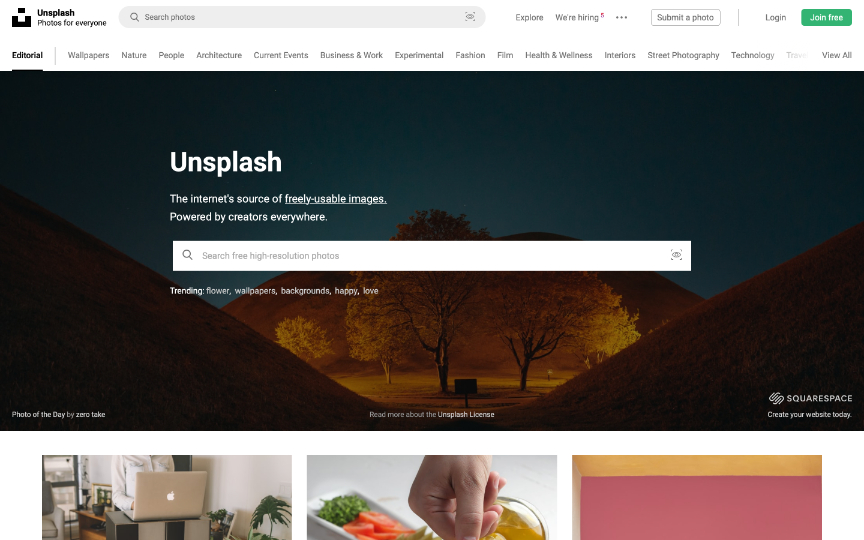 Unsplash
Photos for everyone
Search photos
Explore
We're hiring 5
Submit a photo
Login
Join free
Editorial
Wallpapers
Nature
People
Architecture
Current Events
Business & Work
Experimental
Fashion
Film
Health & Wellness
Interiors
Street Photography
Technology
View All
Unsplash
The internet's source of freely-usable images.
Powered by creators everywhere.
Search free high-resolution photos
Trending: flower, wallpapers, backgrounds, happy, love
SQUARESPACE
Photo of the Day by zero take
Read more about the Unsplash License
Create your website today.